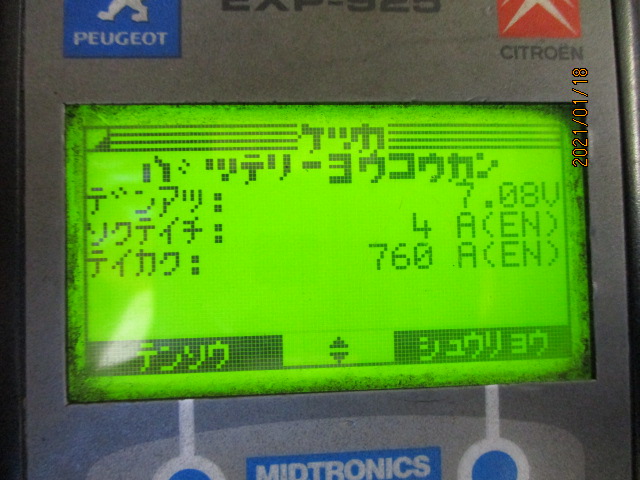 EXP-925
PEUGEOT
CITROËN
2021/01/18
ケッカ
バッテリーヨウコウカン
デンアツ: 7.08V
ソクテイチ: 4 A(EN)
テイカク: 760 A(EN)
テンソウ シュウリョウ
MIDTRONICS